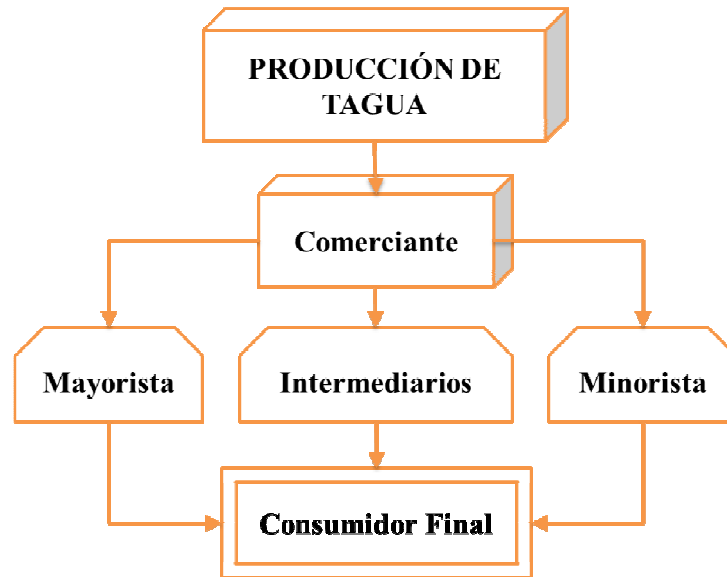 PRODUCCIÓN DE
TAGUA
Comerciante
Mayorista
Intermediarios
Minorista
Consumidor Final